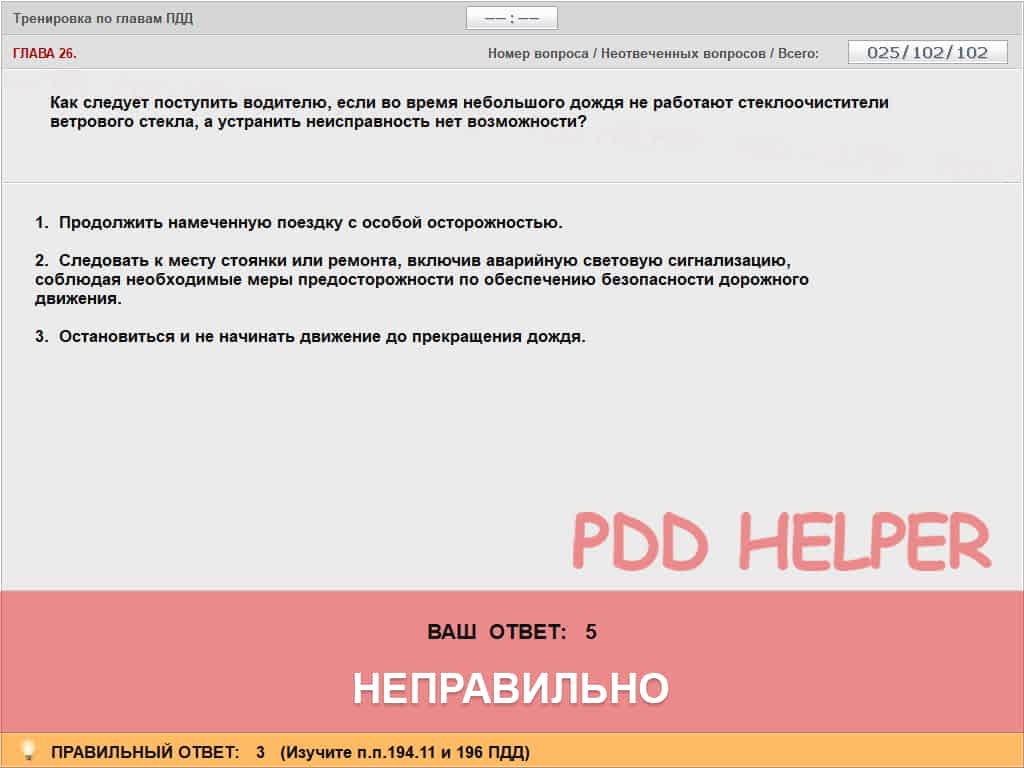 Тренировка по главам ПДД
—— : ——
ГЛАВА 26.
Номер вопроса / Неотвеченных вопросов / Всего:
025/102/102
Как следует поступить водителю, если во время небольшого дождя не работают стеклоочистители
ветрового стекла, а устранить неисправность нет возможности?
1. Продолжить намеченную поездку с особой осторожностью.
2. Следовать к месту стоянки или ремонта, включив аварийную световую сигнализацию,
соблюдая необходимые меры предосторожности по обеспечению безопасности дорожного
движения.
3. Остановиться и не начинать движение до прекращения дождя.
PDD HELPER
ВАШ ОТВЕТ: 5
НЕПРАВИЛЬНО
ПРАВИЛЬНЫЙ ОТВЕТ: 3 (Изучите п.п.194.11 и 196 ПДД)